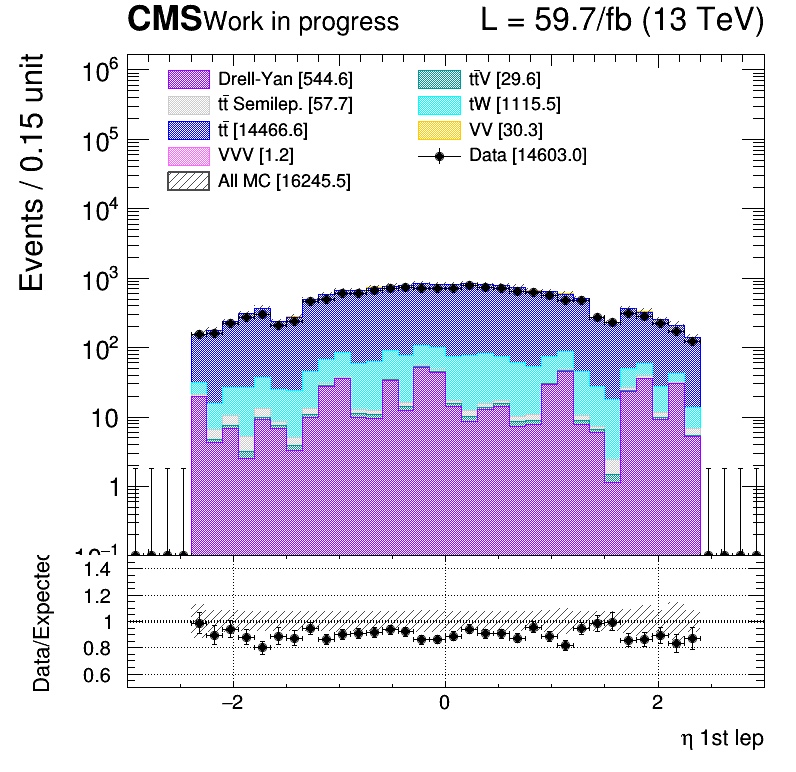 CMS Work in progress L = 59.7/fb (13 TeV)
Events / 0.15 unit
10⁶
10⁵
10⁴
10³
10²
10
1
10⁻¹
Drell-Yan [544.6]
tt̄ Semilep. [57.7]
tt̄ [14466.6]
VVV [1.2]
All MC [16245.5]
tt̄V [29.6]
tW [1115.5]
VV [30.3]
Data [14603.0]
Data/Expected
1.4
1.2
1
0.8
0.6
−2 0 2
η 1st lep